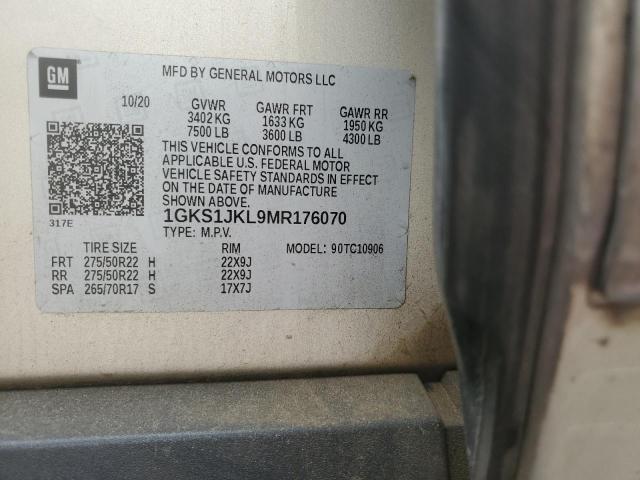 GM
MFD BY GENERAL MOTORS LLC
10/20 GVWR GAWR FRT GAWR RR
3402 KG 1633 KG 1950 KG
7500 LB 3600 LB 4300 LB
THIS VEHICLE CONFORMS TO ALL
APPLICABLE U.S. FEDERAL MOTOR
VEHICLE SAFETY STANDARDS IN EFFECT
ON THE DATE OF MANUFACTURE
SHOWN ABOVE.
1GKS1JKL9MR176070
317E TYPE: M.P.V.
TIRE SIZE RIM MODEL: 90TC10906
FRT 275/50R22 H 22X9J
RR 275/50R22 H 22X9J
SPA 265/70R17 S 17X7J